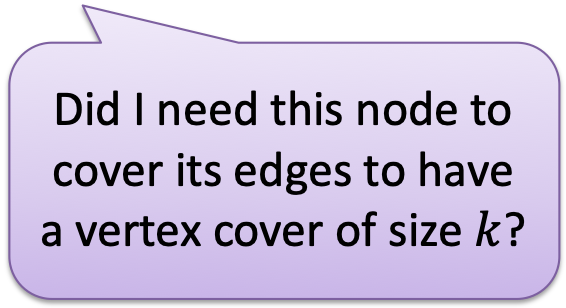 Did I need this node to
cover its edges to have
a vertex cover of size k?